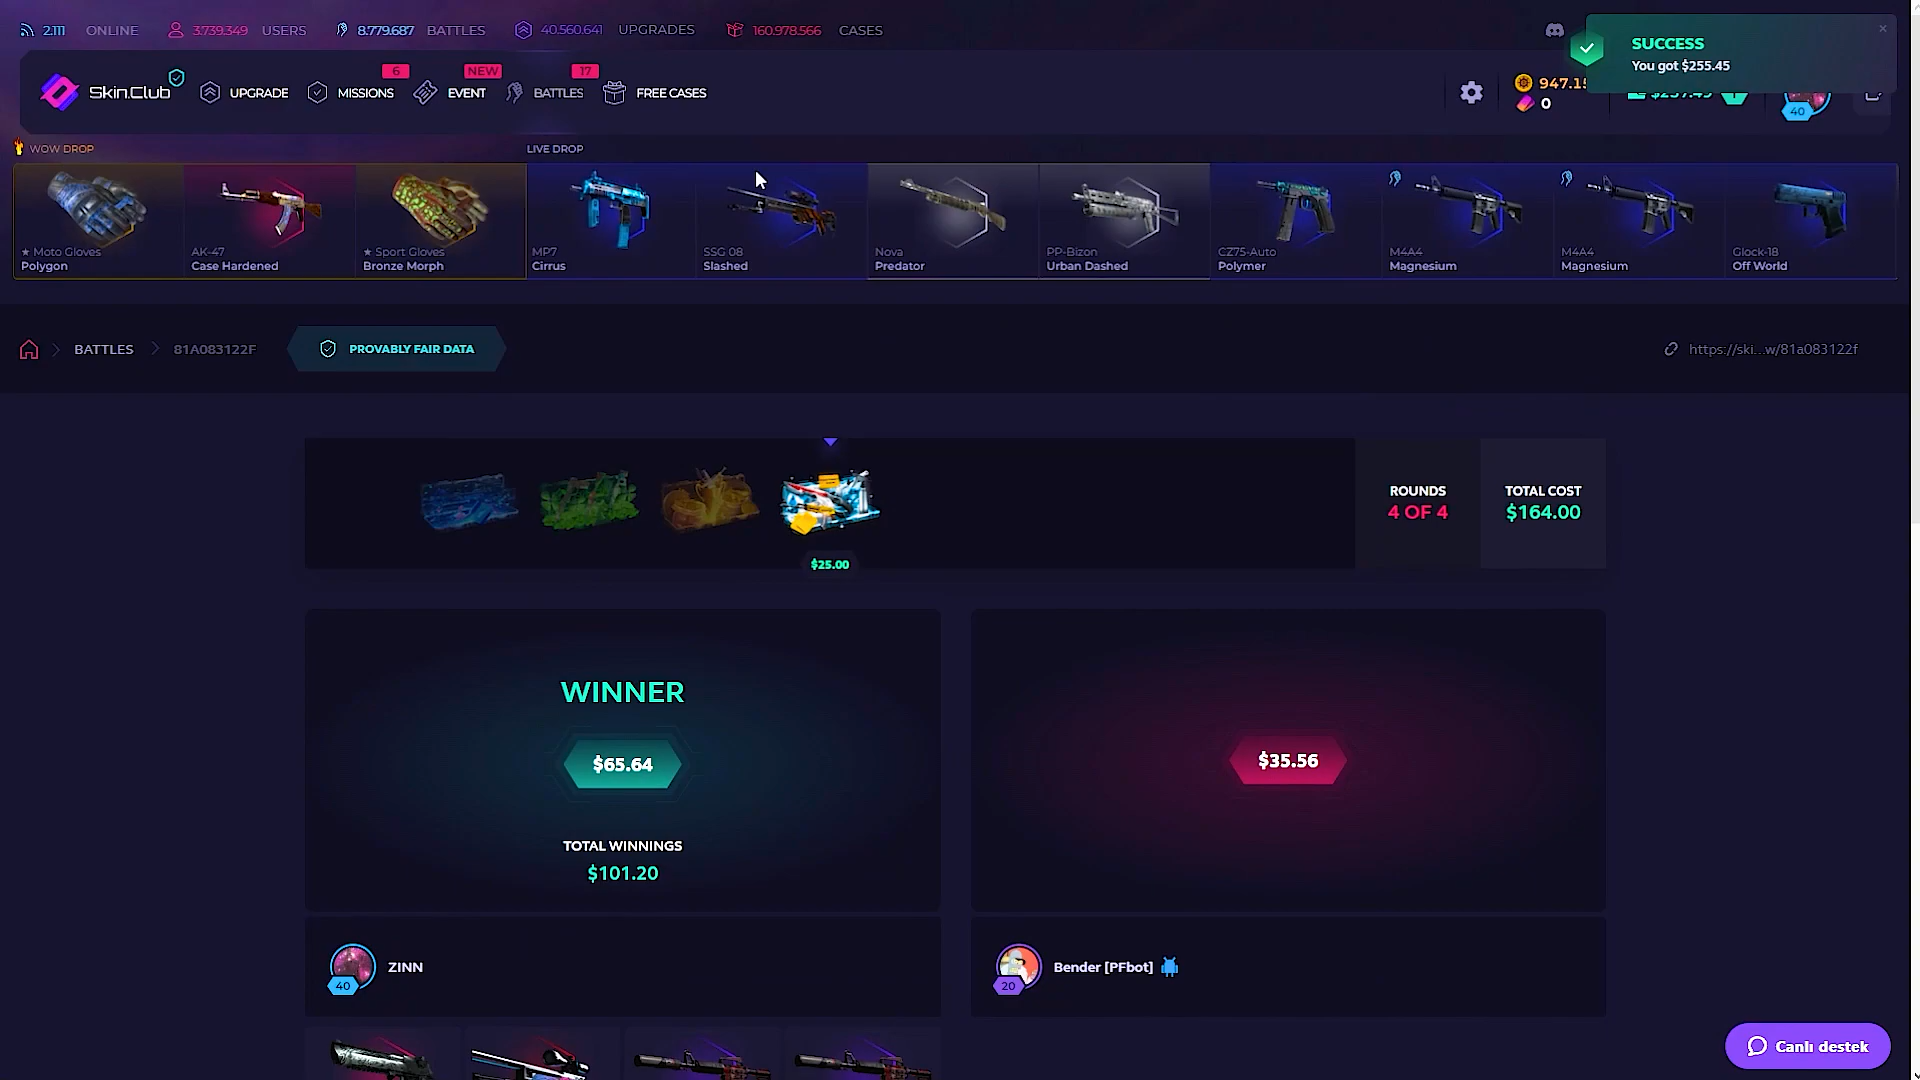 2.111 ONLINE 3.739.349 USERS 8.779.687 BATTLES 40.560.641 UPGRADES 160.978.566 CASES
SUCCESS
You got $255.45
6 NEW 17
Skin.Club UPGRADE MISSIONS EVENT BATTLES FREE CASES
947.15
0
40
WOW DROP LIVE DROP
★ Moto Gloves AK-47 ★ Sport Gloves MP7 SSG 08 Nova PP-Bizon CZ75-Auto M4A4 M4A4 Glock-18
Polygon Case Hardened Bronze Morph Cirrus Slashed Predator Urban Dashed Polymer Magnesium Magnesium Off World
BATTLES 81A083122F PROVABLY FAIR DATA https://ski...w/81a083122f
ROUNDS TOTAL COST
4 OF 4 $164.00
$25.00
WINNER
$65.64 $35.56
TOTAL WINNINGS
$101.20
ZINN Bender [PFbot]
40 20
Canlı destek